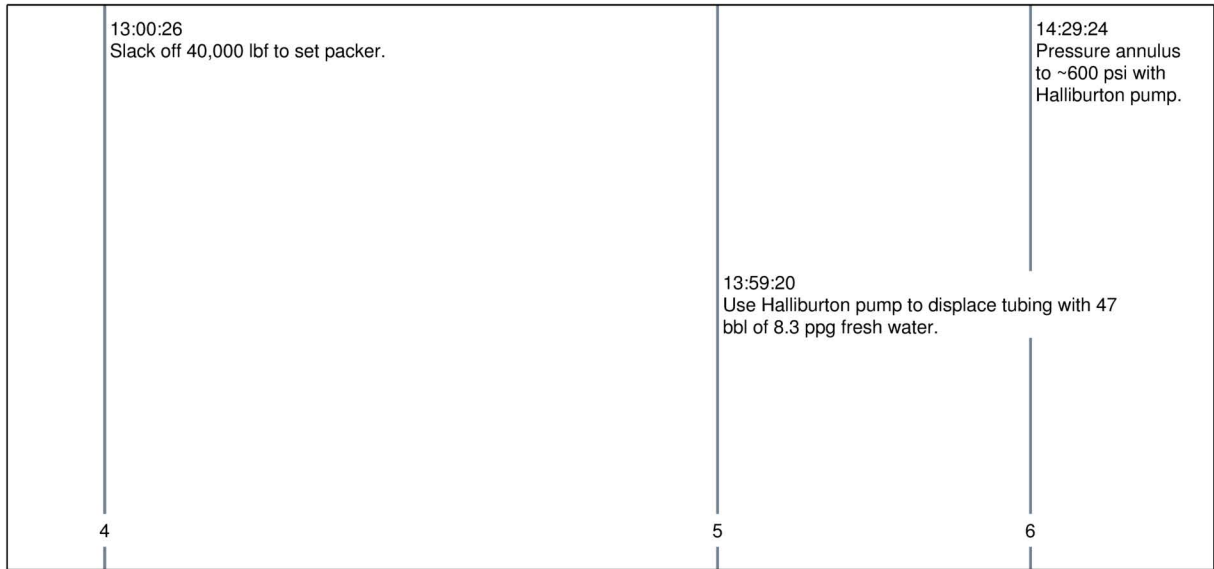 13:00:26
Slack off 40,000 lbf to set packer.
14:29:24
Pressure annulus
to ~600 psi with
Halliburton pump.
13:59:20
Use Halliburton pump to displace tubing with 47
bbl of 8.3 ppg fresh water.
4
5
6